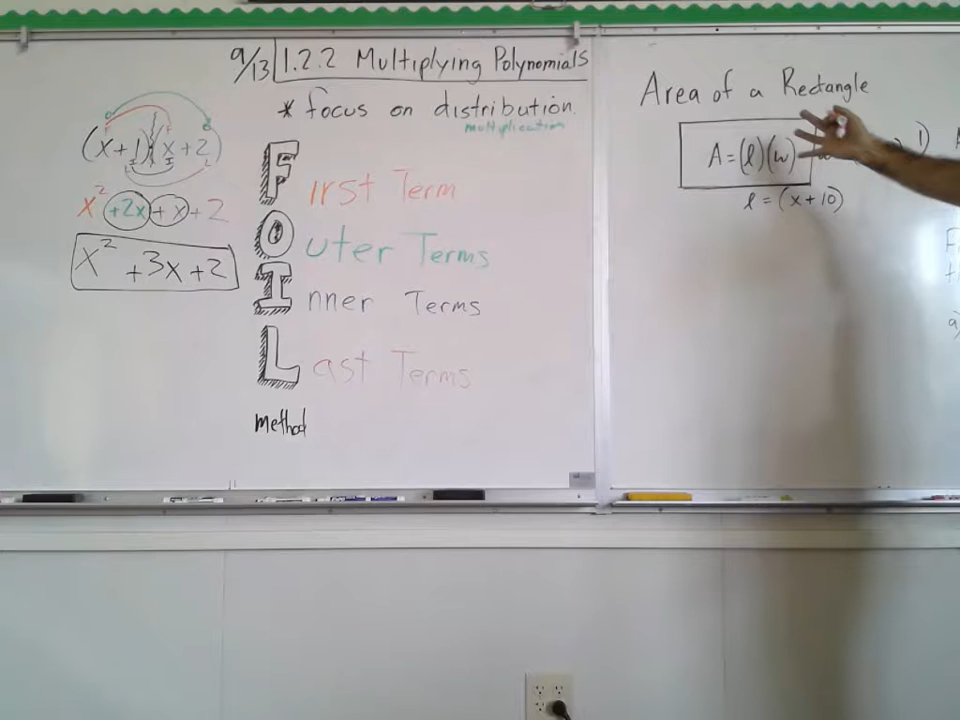 9/13 1.2.2 Multiplying Polynomials
* focus on distribution.
multiplication
(x+1)(x+2)
x² +2x +x +2
x² +3x +2
First Term
Outer Terms
Inner Terms
Last Terms
method
Area of a Rectangle
A=(l)(w)
l = (x+10)